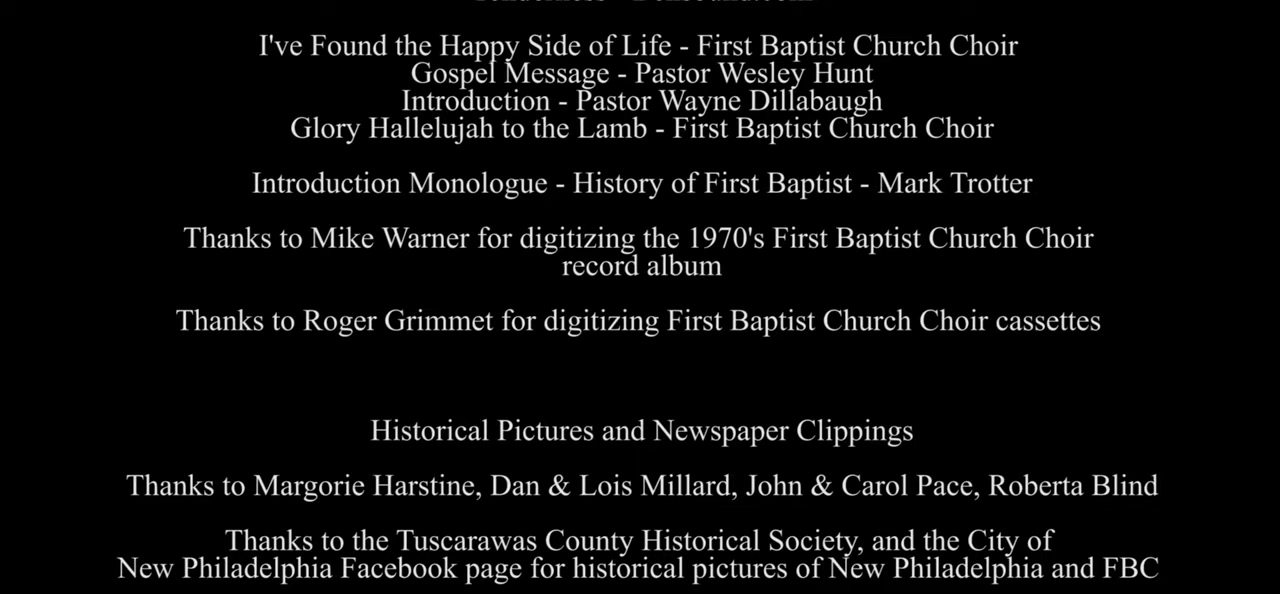 I've Found the Happy Side of Life - First Baptist Church Choir
Gospel Message - Pastor Wesley Hunt
Introduction - Pastor Wayne Dillabaugh
Glory Hallelujah to the Lamb - First Baptist Church Choir
Introduction Monologue - History of First Baptist - Mark Trotter
Thanks to Mike Warner for digitizing the 1970's First Baptist Church Choir
record album
Thanks to Roger Grimmet for digitizing First Baptist Church Choir cassettes
Historical Pictures and Newspaper Clippings
Thanks to Margorie Harstine, Dan & Lois Millard, John & Carol Pace, Roberta Blind
Thanks to the Tuscarawas County Historical Society, and the City of
New Philadelphia Facebook page for historical pictures of New Philadelphia and FBC